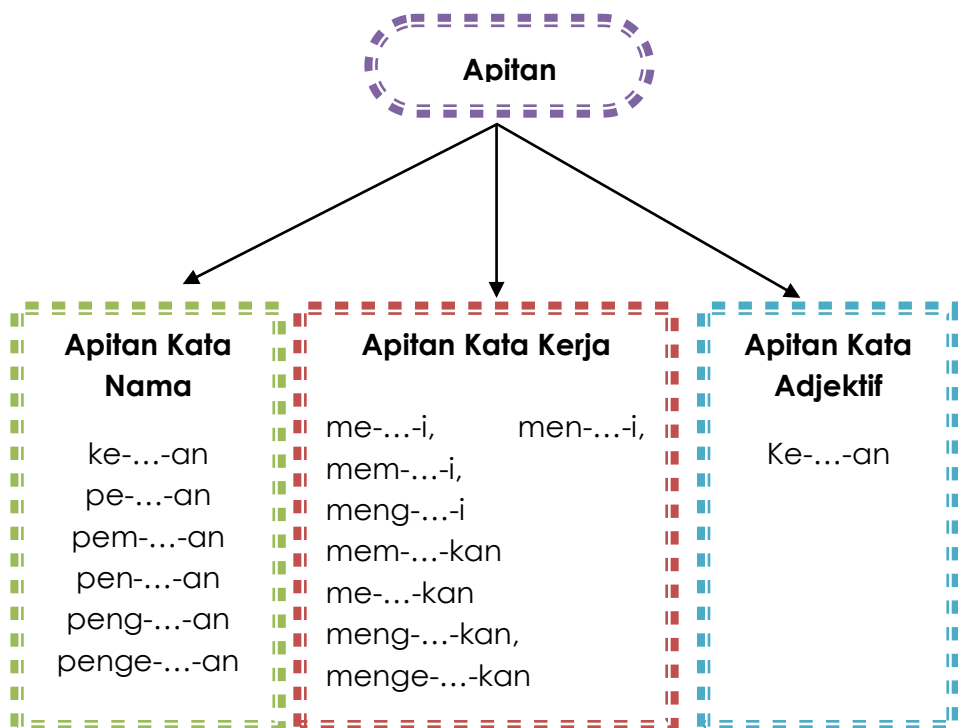 Apitan
Apitan Kata
Nama
ke-...-an
pe-...-an
pem-...-an
pen-...-an
peng-...-an
penge-...-an
Apitan Kata Kerja
me-...-i, men-...-i,
mem-...-i,
meng-...-i
mem-...-kan
me-...-kan
meng-...-kan,
menge-...-kan
Apitan Kata
Adjektif
Ke-...-an